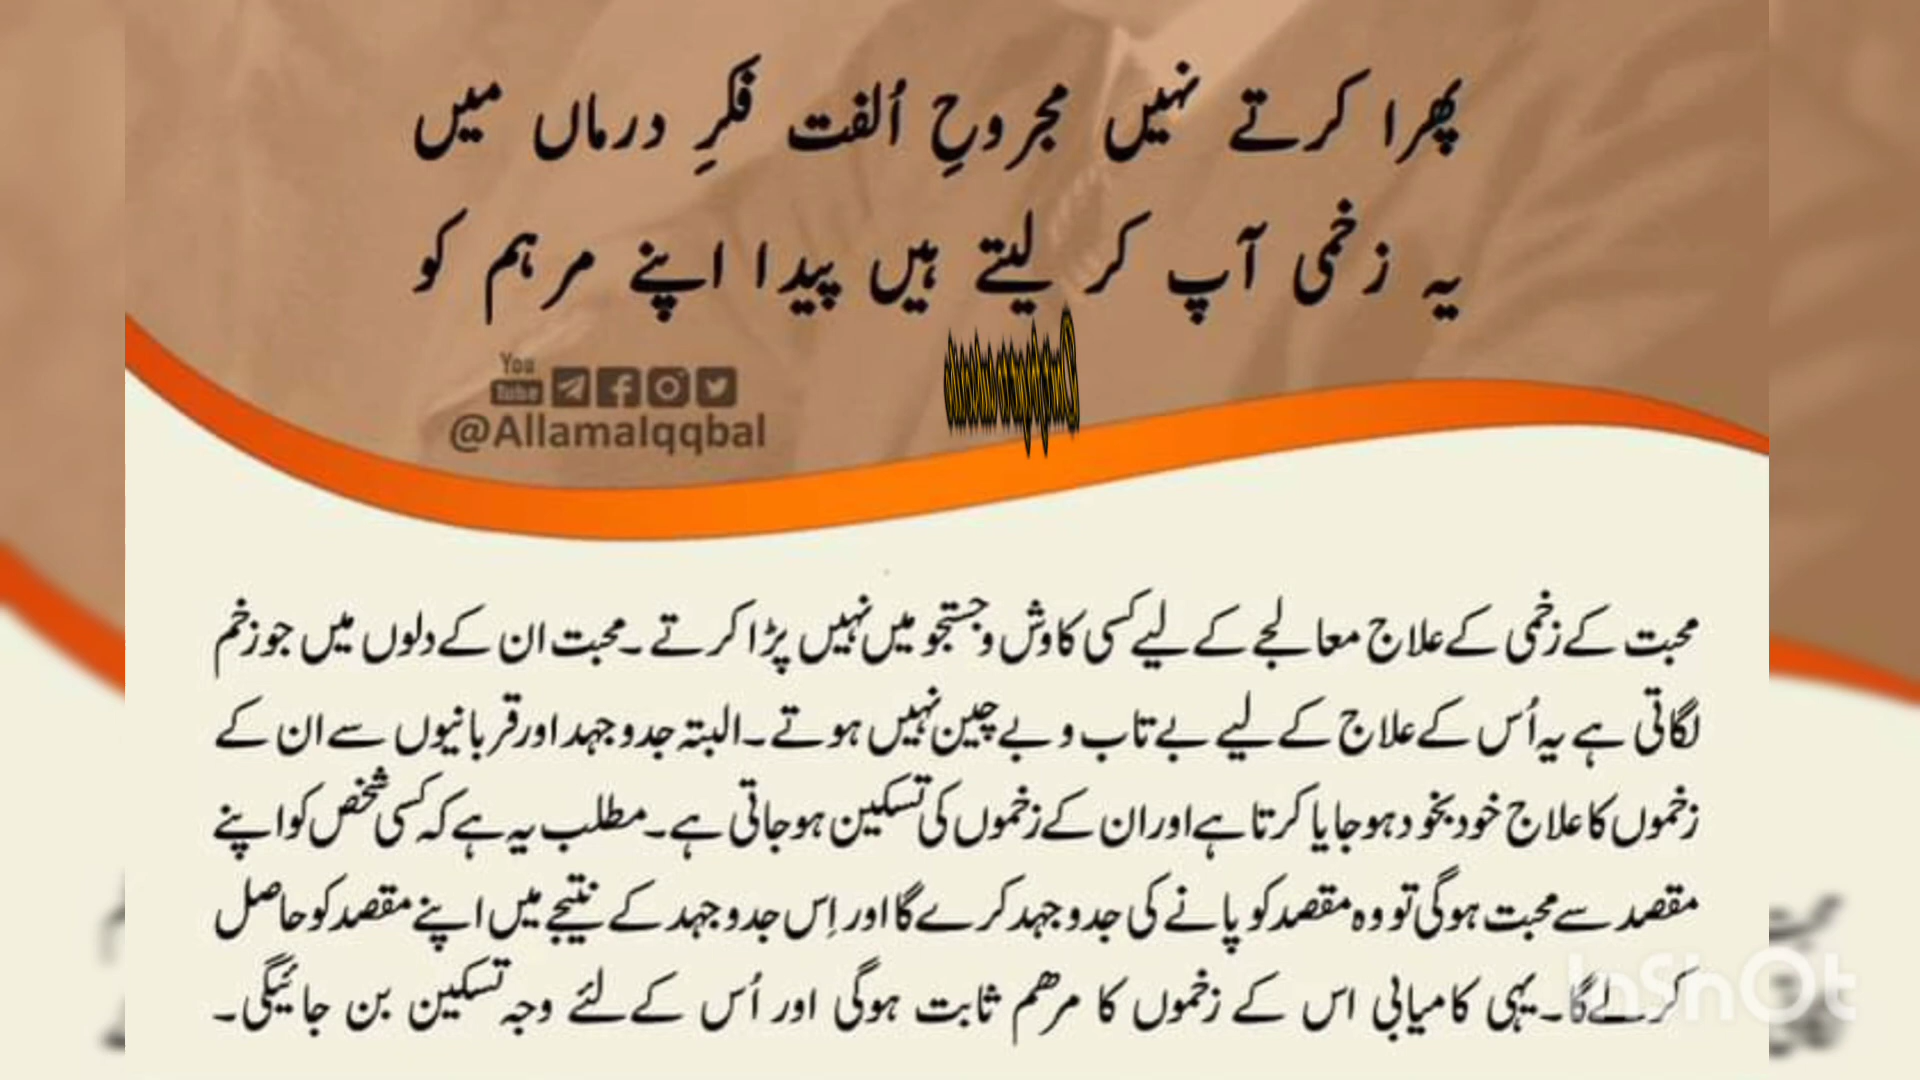 پھرا کرتے نہیں مجروحِ اُلفت فکرِ درماں میں
یہ زخمی آپ کر لیتے ہیں پیدا اپنے مرہم کو
You
Tube
@AllamaIqqbal
محبت کے زخمی کے علاج معالجے کے لیے کسی کاوش و جستجو میں نہیں پڑا کرتے۔ محبت ان کے دلوں میں جو زخم
لگاتی ہے یہ اُس کے علاج کے لیے بے تاب و بے چین نہیں ہوتے۔ البتہ جدوجہد اور قربانیوں سے ان کے
زخموں کا علاج خود بخود ہو جایا کرتا ہے اور ان کے زخموں کی تسکین ہو جاتی ہے۔ مطلب یہ ہے کہ کسی شخص کو اپنے
مقصد سے محبت ہوگی تو وہ مقصد کو پانے کی جدوجہد کرے گا اور اِس جدوجہد کے نتیجے میں اپنے مقصد کو حاصل
کر لے گا۔ یہی کامیابی اس کے زخموں کا مرھم ثابت ہوگی اور اُس کے لئے وجہ تسکین بن جائیگی۔
InShOt